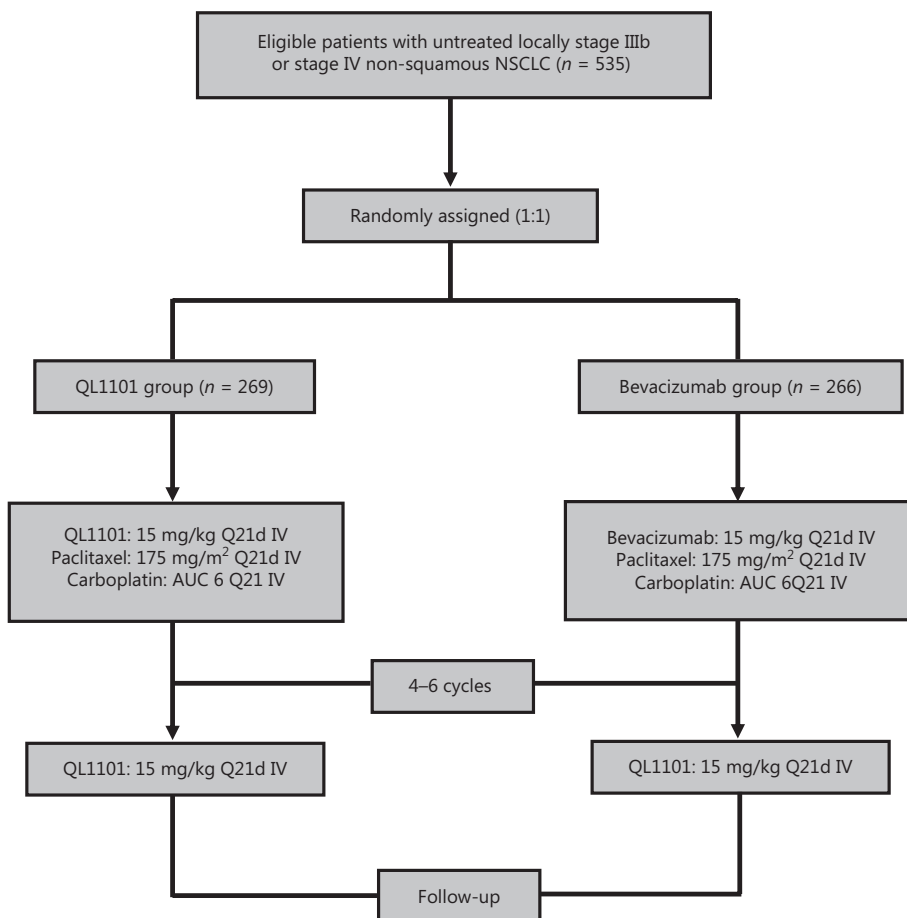 Eligible patients with untreated locally stage IIIb
or stage IV non-squamous NSCLC (n = 535)
Randomly assigned (1:1)
QL1101 group (n = 269)
Bevacizumab group (n = 266)
QL1101: 15 mg/kg Q21d IV
Paclitaxel: 175 mg/m² Q21d IV
Carboplatin: AUC 6 Q21 IV
Bevacizumab: 15 mg/kg Q21d IV
Paclitaxel: 175 mg/m² Q21d IV
Carboplatin: AUC 6Q21 IV
4–6 cycles
QL1101: 15 mg/kg Q21d IV
QL1101: 15 mg/kg Q21d IV
Follow-up